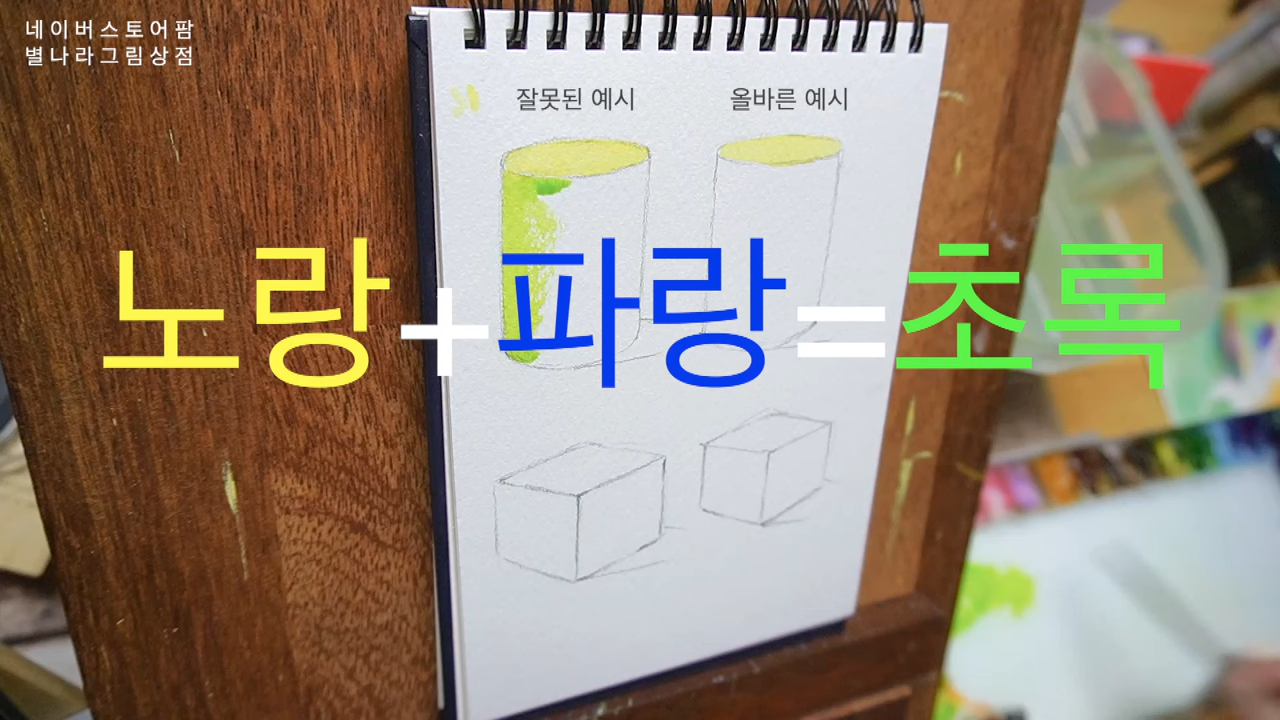 네이버스토어팜
별나라그림상점
잘못된 예시
올바른 예시
노랑+파랑=초록